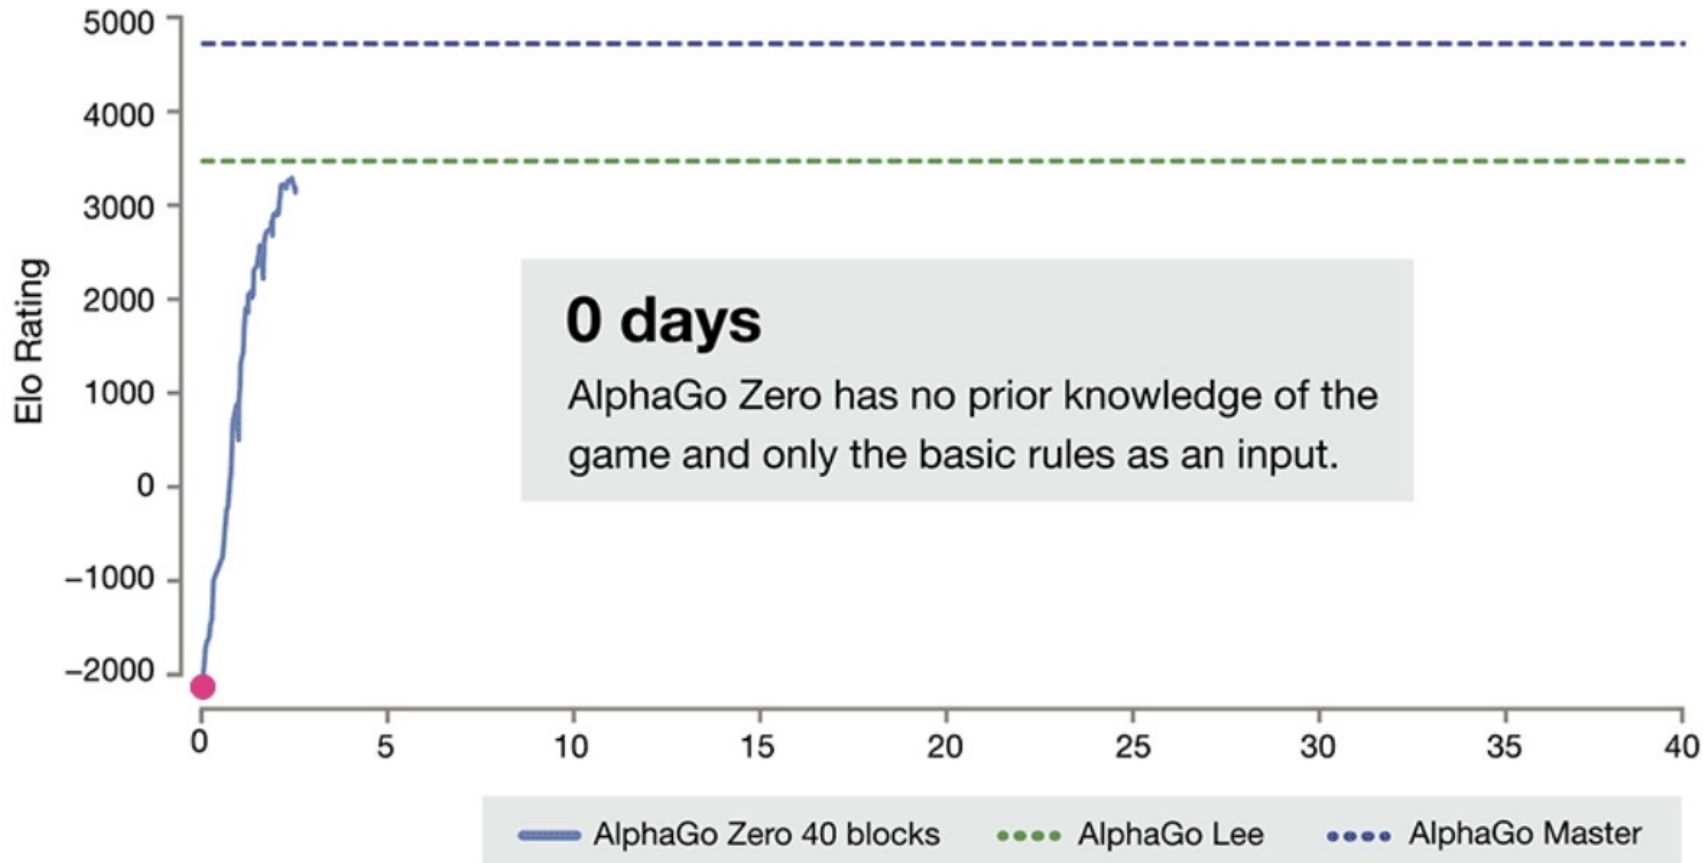 5000
4000
3000
2000
1000
0
−1000
−2000
Elo Rating
0 days
AlphaGo Zero has no prior knowledge of the
game and only the basic rules as an input.
0 5 10 15 20 25 30 35 40
AlphaGo Zero 40 blocks AlphaGo Lee AlphaGo Master